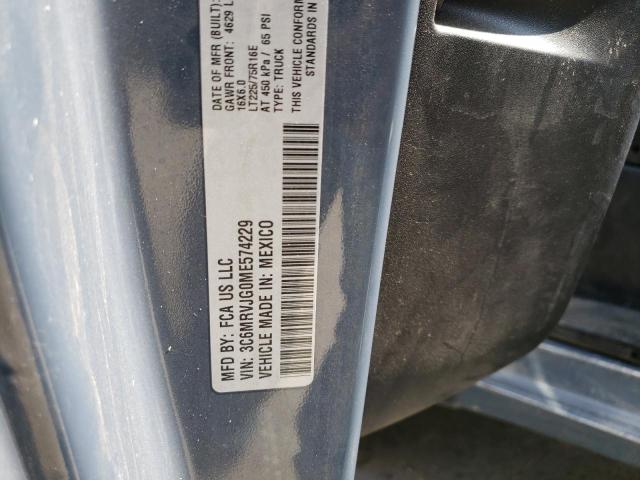 MFD BY: FCA US LLC
DATE OF MFR (BUILT):
GAWR FRONT: 4629 L
16X6.0
LT225/75R16E
AT 450 kPa / 65 PSI
TYPE: TRUCK
THIS VEHICLE CONFORM
STANDARDS IN
VIN: 3C6MRVJG0ME574229
VEHICLE MADE IN: MEXICO